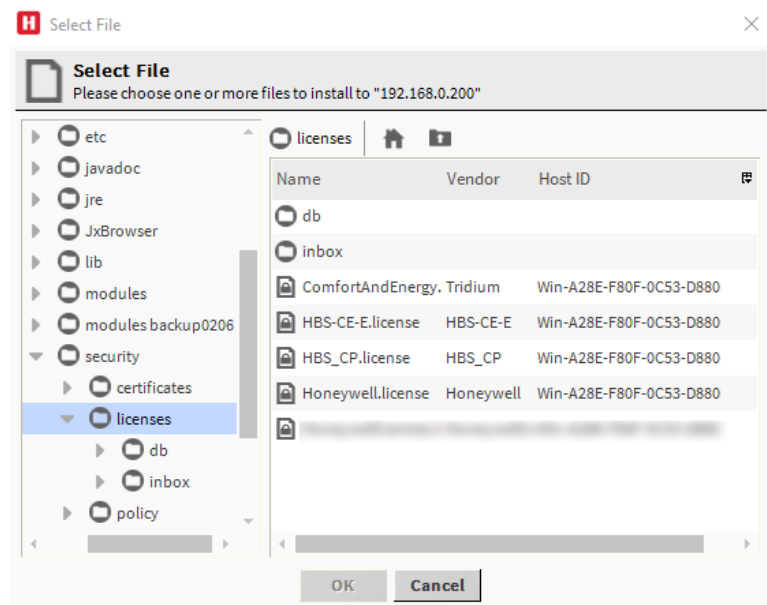 H Select File
Select File
Please choose one or more files to install to "192.168.0.200"
etc
javadoc
jre
JxBrowser
lib
modules
modules backup0206
security
certificates
licenses
db
inbox
policy
licenses
Name Vendor Host ID
db
inbox
ComfortAndEnergy. Tridium Win-A28E-F80F-0C53-D880
HBS-CE-E.license HBS-CE-E Win-A28E-F80F-0C53-D880
HBS_CP.license HBS_CP Win-A28E-F80F-0C53-D880
Honeywell.license Honeywell Win-A28E-F80F-0C53-D880
OK Cancel